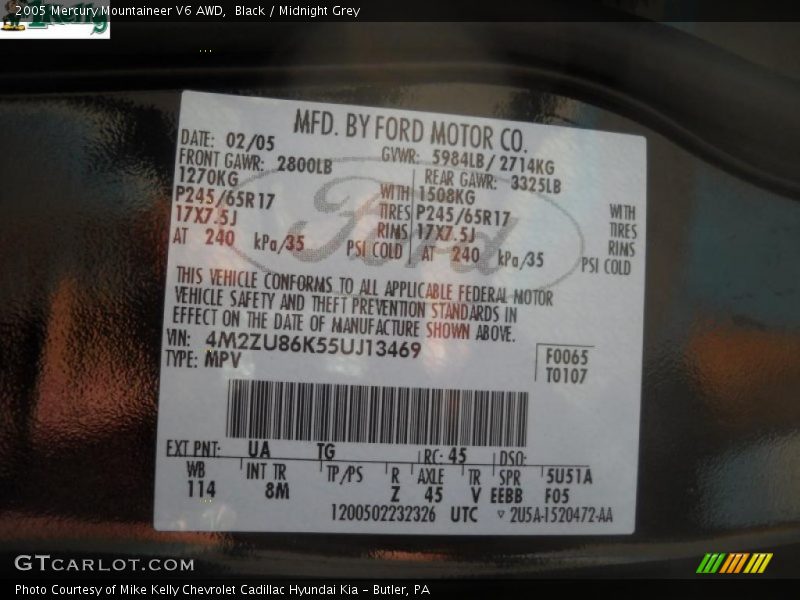 2005 Mercury Mountaineer V6 AWD, Black / Midnight Grey
Kelly
MFD. BY FORD MOTOR CO.
DATE: 02/05 GVWR: 5984LB / 2714KG
FRONT GAWR: 2800LB REAR GAWR: 3325LB
1270KG WITH 1508KG WITH
P245/65R17 TIRES P245/65R17 TIRES
17X7.5J RIMS 17X7.5J RIMS
AT 240 kPa/35 PSI COLD AT 240 kPa/35 PSI COLD
Ford
THIS VEHICLE CONFORMS TO ALL APPLICABLE FEDERAL MOTOR
VEHICLE SAFETY AND THEFT PREVENTION STANDARDS IN
EFFECT ON THE DATE OF MANUFACTURE SHOWN ABOVE.
VIN: 4M2ZU86K55UJ13469
TYPE: MPV
F0065
T0107
EXT PNT: UA TG RC: 45 DSO:
WB INT TR TP/PS R AXLE TR SPR 5U51A
114 8M Z 45 V EEBB F05
1200502232326 UTC ▽ 2U5A-1520472-AA
GTCARLOT.COM
Photo Courtesy of Mike Kelly Chevrolet Cadillac Hyundai Kia - Butler, PA